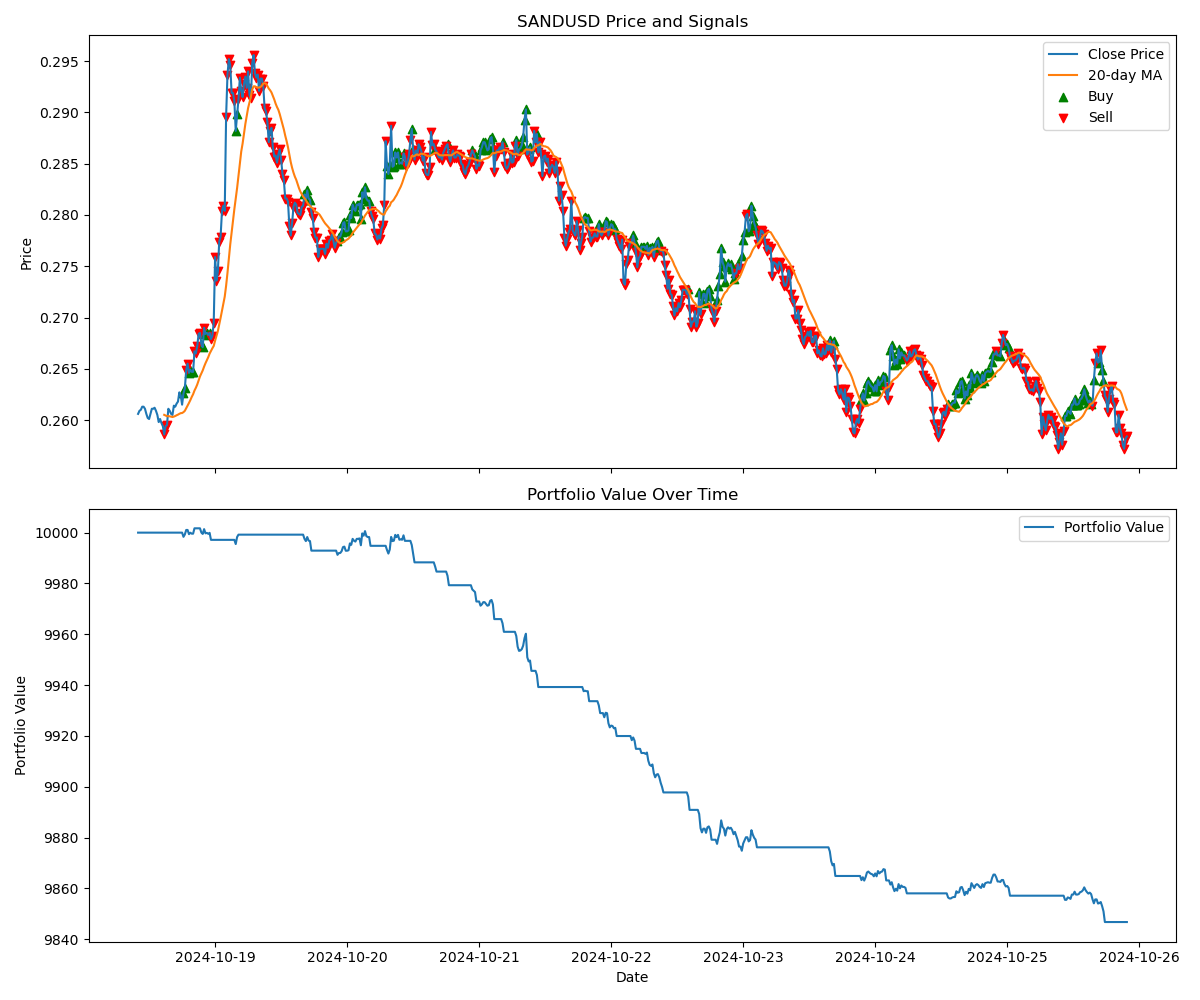 SANDUSD Price and Signals
Price
0.295
0.290
0.285
0.280
0.275
0.270
0.265
0.260
Close Price
20-day MA
Buy
Sell
Portfolio Value Over Time
Portfolio Value
10000
9980
9960
9940
9920
9900
9880
9860
9840
Portfolio Value
2024-10-19 2024-10-20 2024-10-21 2024-10-22 2024-10-23 2024-10-24 2024-10-25 2024-10-26
Date